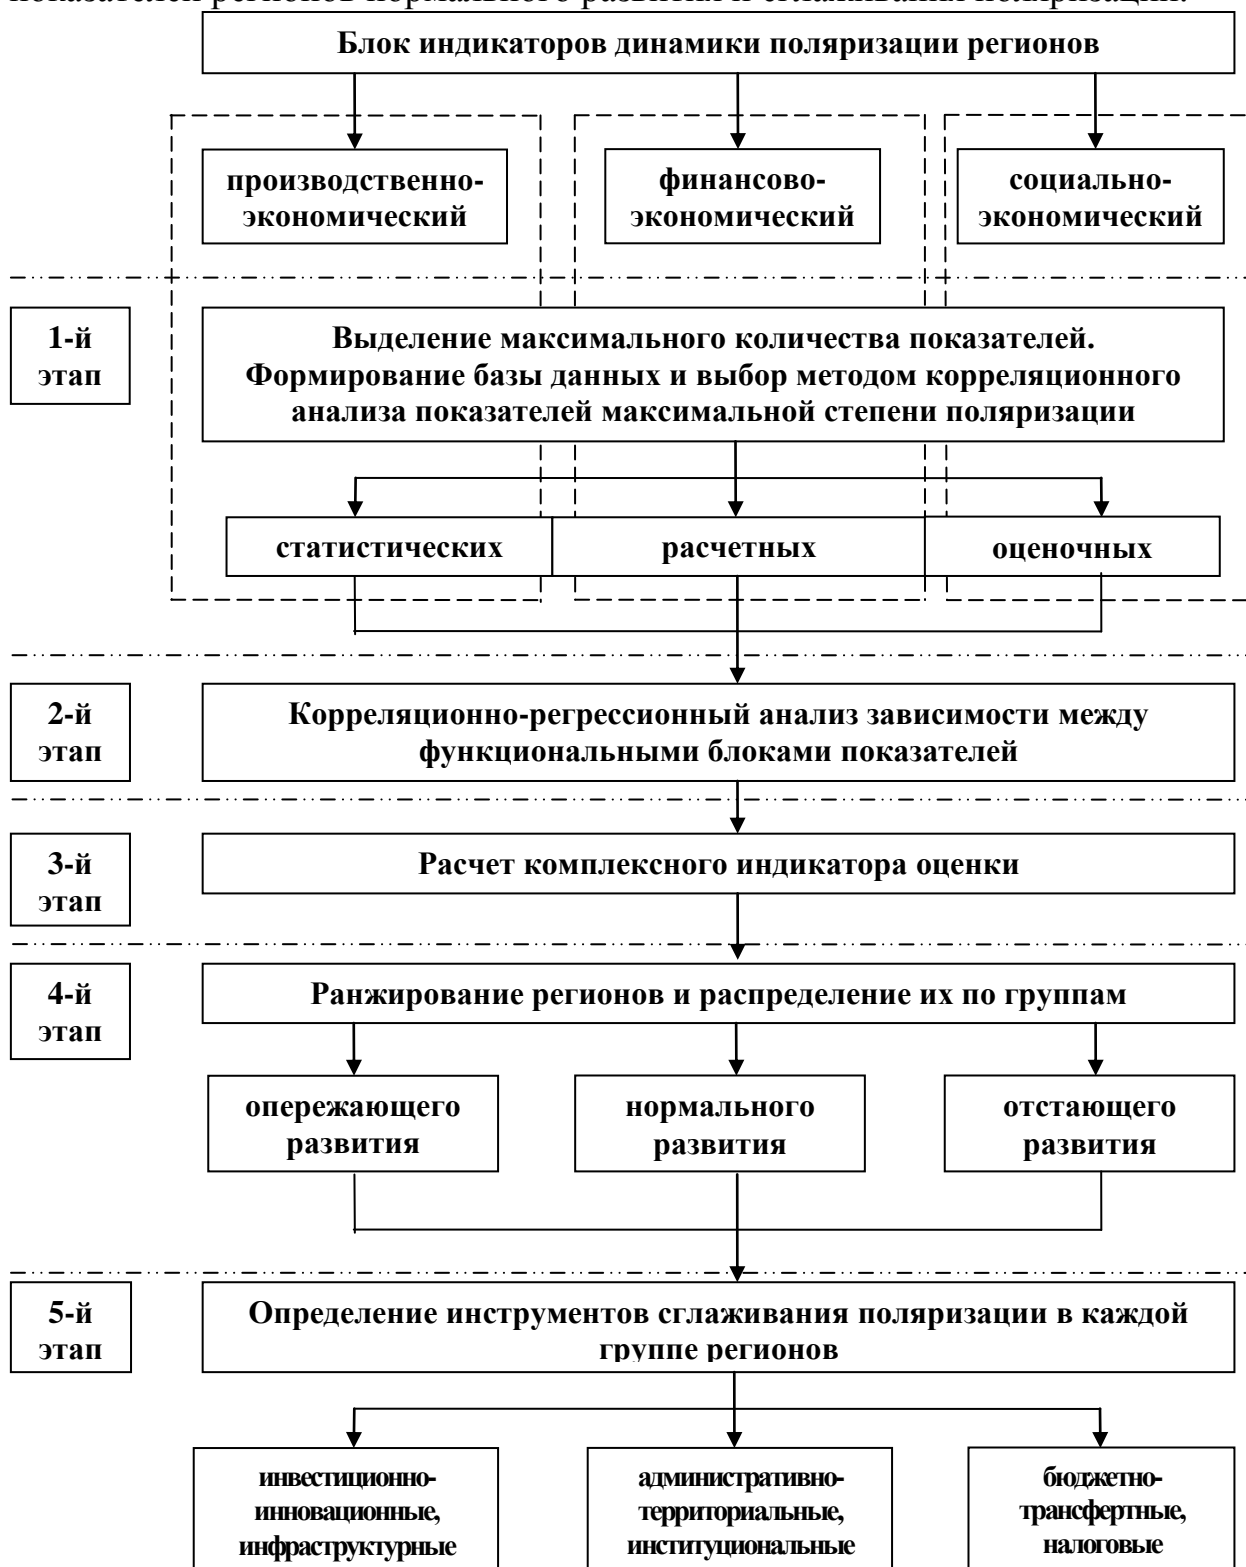 показателей регионов нормального развития и сглаживания поляризации.
Блок индикаторов динамики поляризации регионов
производственно-
экономический
финансово-
экономический
социально-
экономический
1-й
этап
Выделение максимального количества показателей.
Формирование базы данных и выбор методом корреляционного
анализа показателей максимальной степени поляризации
статистических
расчетных
оценочных
2-й
этап
Корреляционно-регрессионный анализ зависимости между
функциональными блоками показателей
3-й
этап
Расчет комплексного индикатора оценки
4-й
этап
Ранжирование регионов и распределение их по группам
опережающего
развития
нормального
развития
отстающего
развития
5-й
этап
Определение инструментов сглаживания поляризации в каждой
группе регионов
инвестиционно-
инновационные,
инфраструктурные
административно-
территориальные,
институциональные
бюджетно-
трансфертные,
налоговые